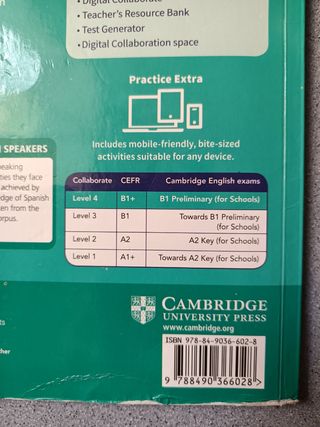 • Digital Collaborate
• Teacher's Resource Bank
• Test Generator
• Digital Collaboration space
Practice Extra
Includes mobile-friendly, bite-sized
activities suitable for any device.
SPEAKERS
eaking
ties they face
achieved by
edge of Spanish
en from the
orpus.
Collaborate CEFR Cambridge English exams
Level 4 B1+ B1 Preliminary (for Schools)
Level 3 B1 Towards B1 Preliminary
(for Schools)
Level 2 A2 A2 Key (for Schools)
Level 1 A1+ Towards A2 Key (for Schools)
CAMBRIDGE
UNIVERSITY PRESS
www.cambridge.org
ISBN 978-84-9036-602-8
9 788490 366028 >
ts
cher